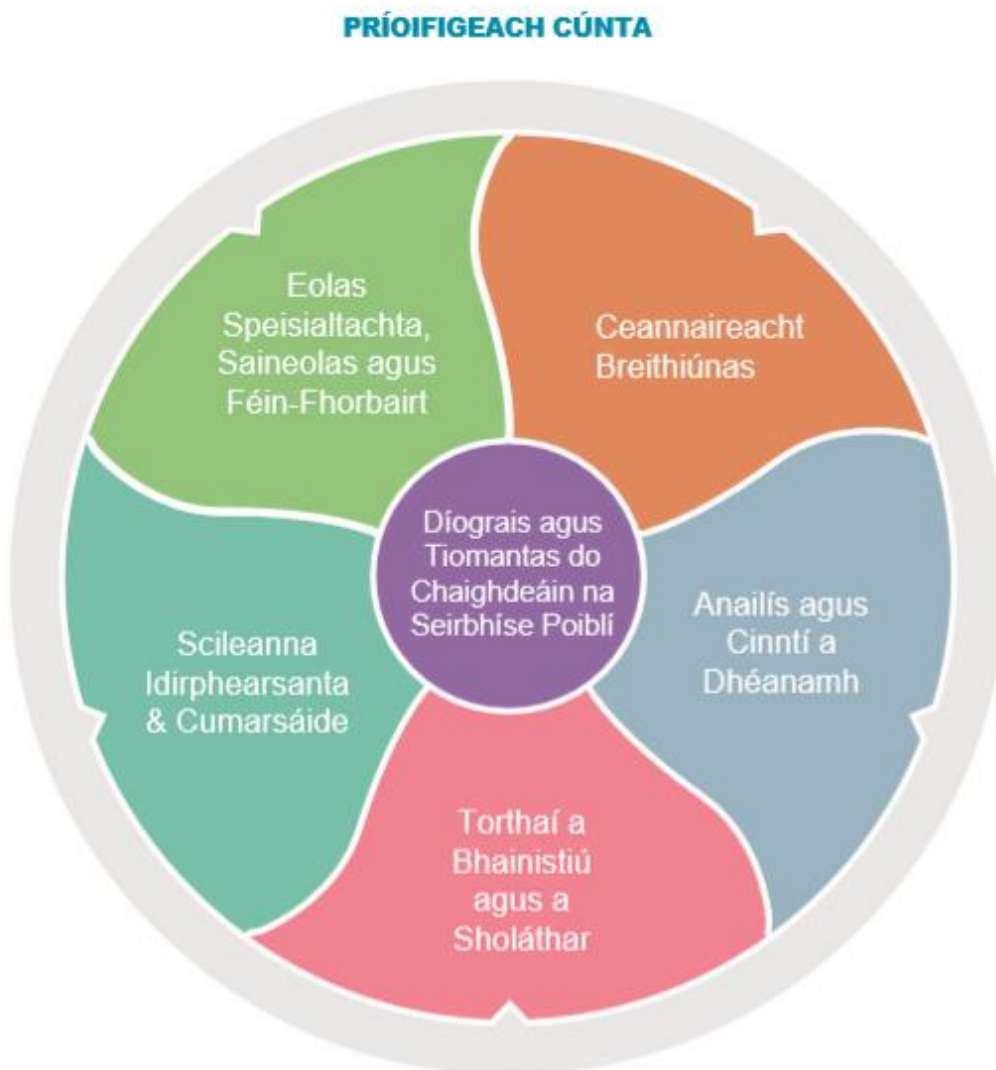 PRÍOIFIGEACH CÚNTA
Eolas
Speisialtachta,
Saineolas agus
Féin-Fhorbairt
Ceannaireacht
Breithiúnas
Díograis agus
Tiomantas do
Chaighdeáin na
Seirbhíse Poiblí
Anailís agus
Cinntí a
Dhéanamh
Scileanna
Idirphearsanta
& Cumarsáide
Torthaí a
Bhainistiú
agus a
Sholáthar